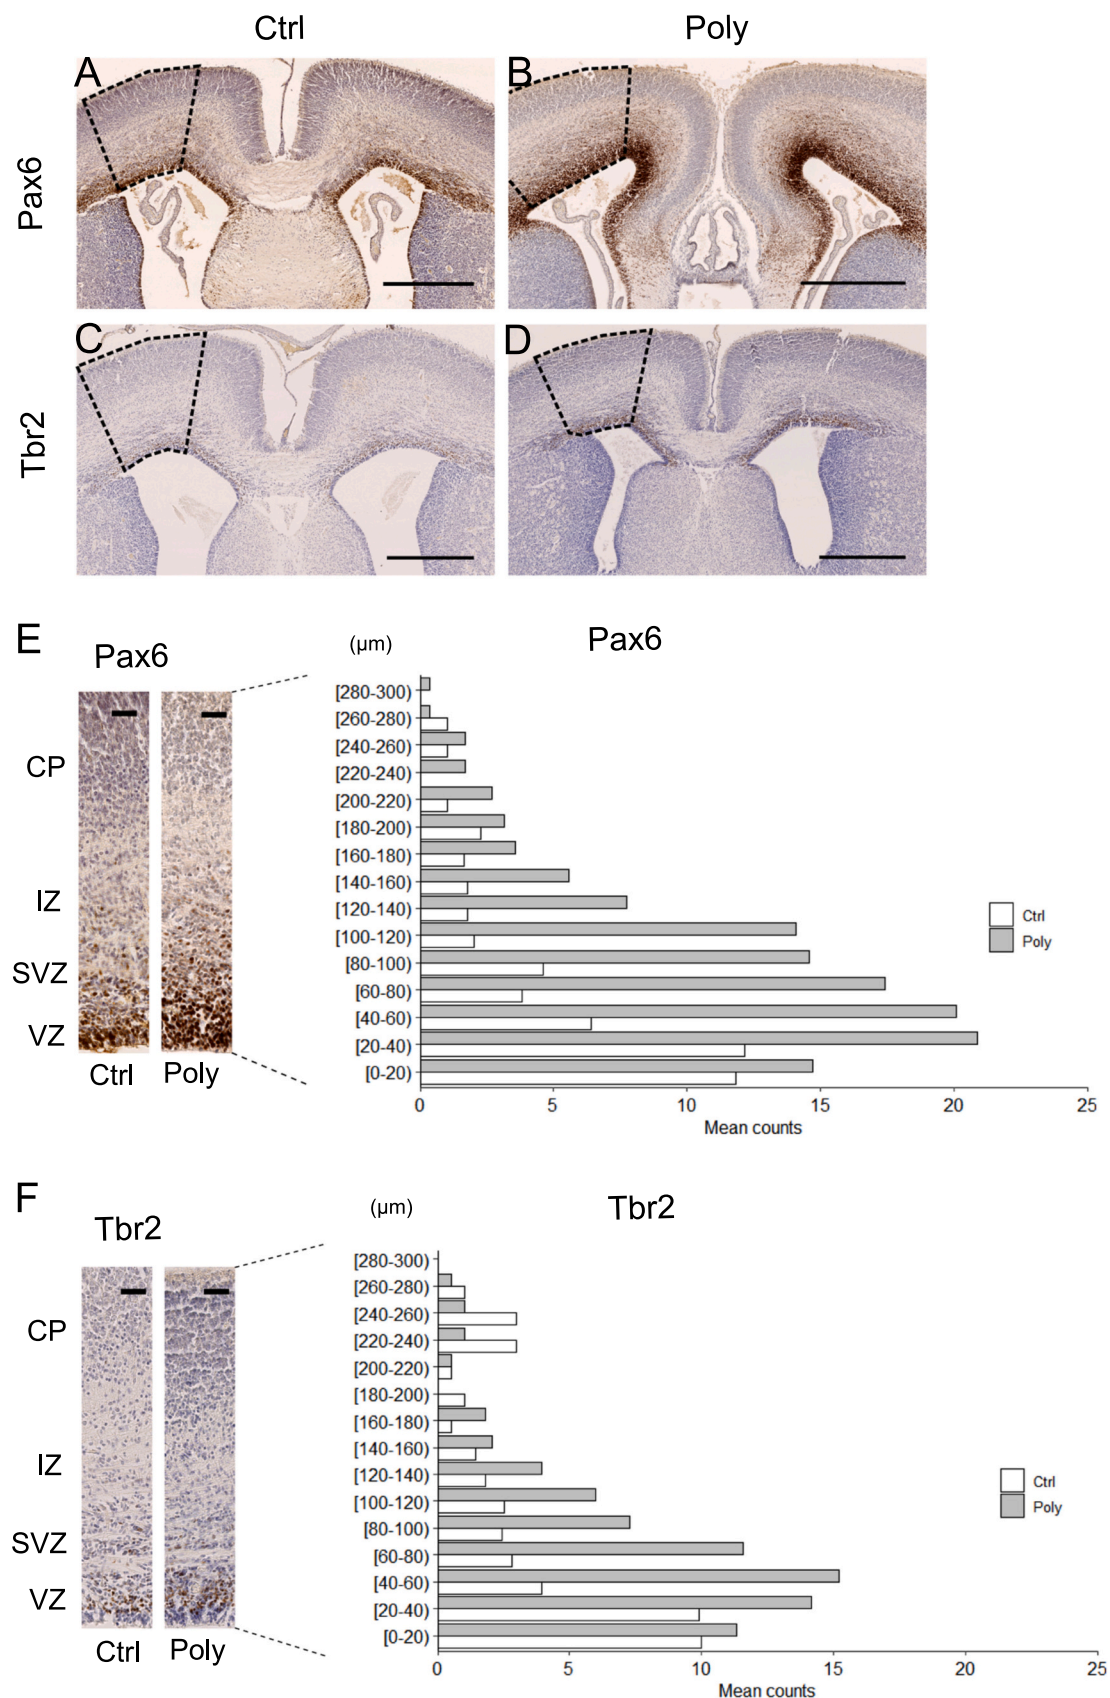 Ctrl Poly
A B
Pax6
C D
Tbr2
E
Pax6 (µm) Pax6
[280-300)
[260-280)
[240-260)
CP
[220-240)
[200-220)
[180-200)
[160-180)
[140-160)
IZ
[120-140)
Ctrl
[100-120)
Poly
SVZ
[80-100)
[60-80)
[40-60)
VZ
[20-40)
[0-20)
Ctrl Poly
0 5 10 15 20 25
Mean counts
F
Tbr2 (µm) Tbr2
[280-300)
[260-280)
[240-260)
CP
[220-240)
[200-220)
[180-200)
[160-180)
[140-160)
IZ
[120-140)
Ctrl
[100-120)
Poly
[80-100)
SVZ
[60-80)
[40-60)
VZ
[20-40)
[0-20)
Ctrl Poly
0 5 10 15 20 25
Mean counts